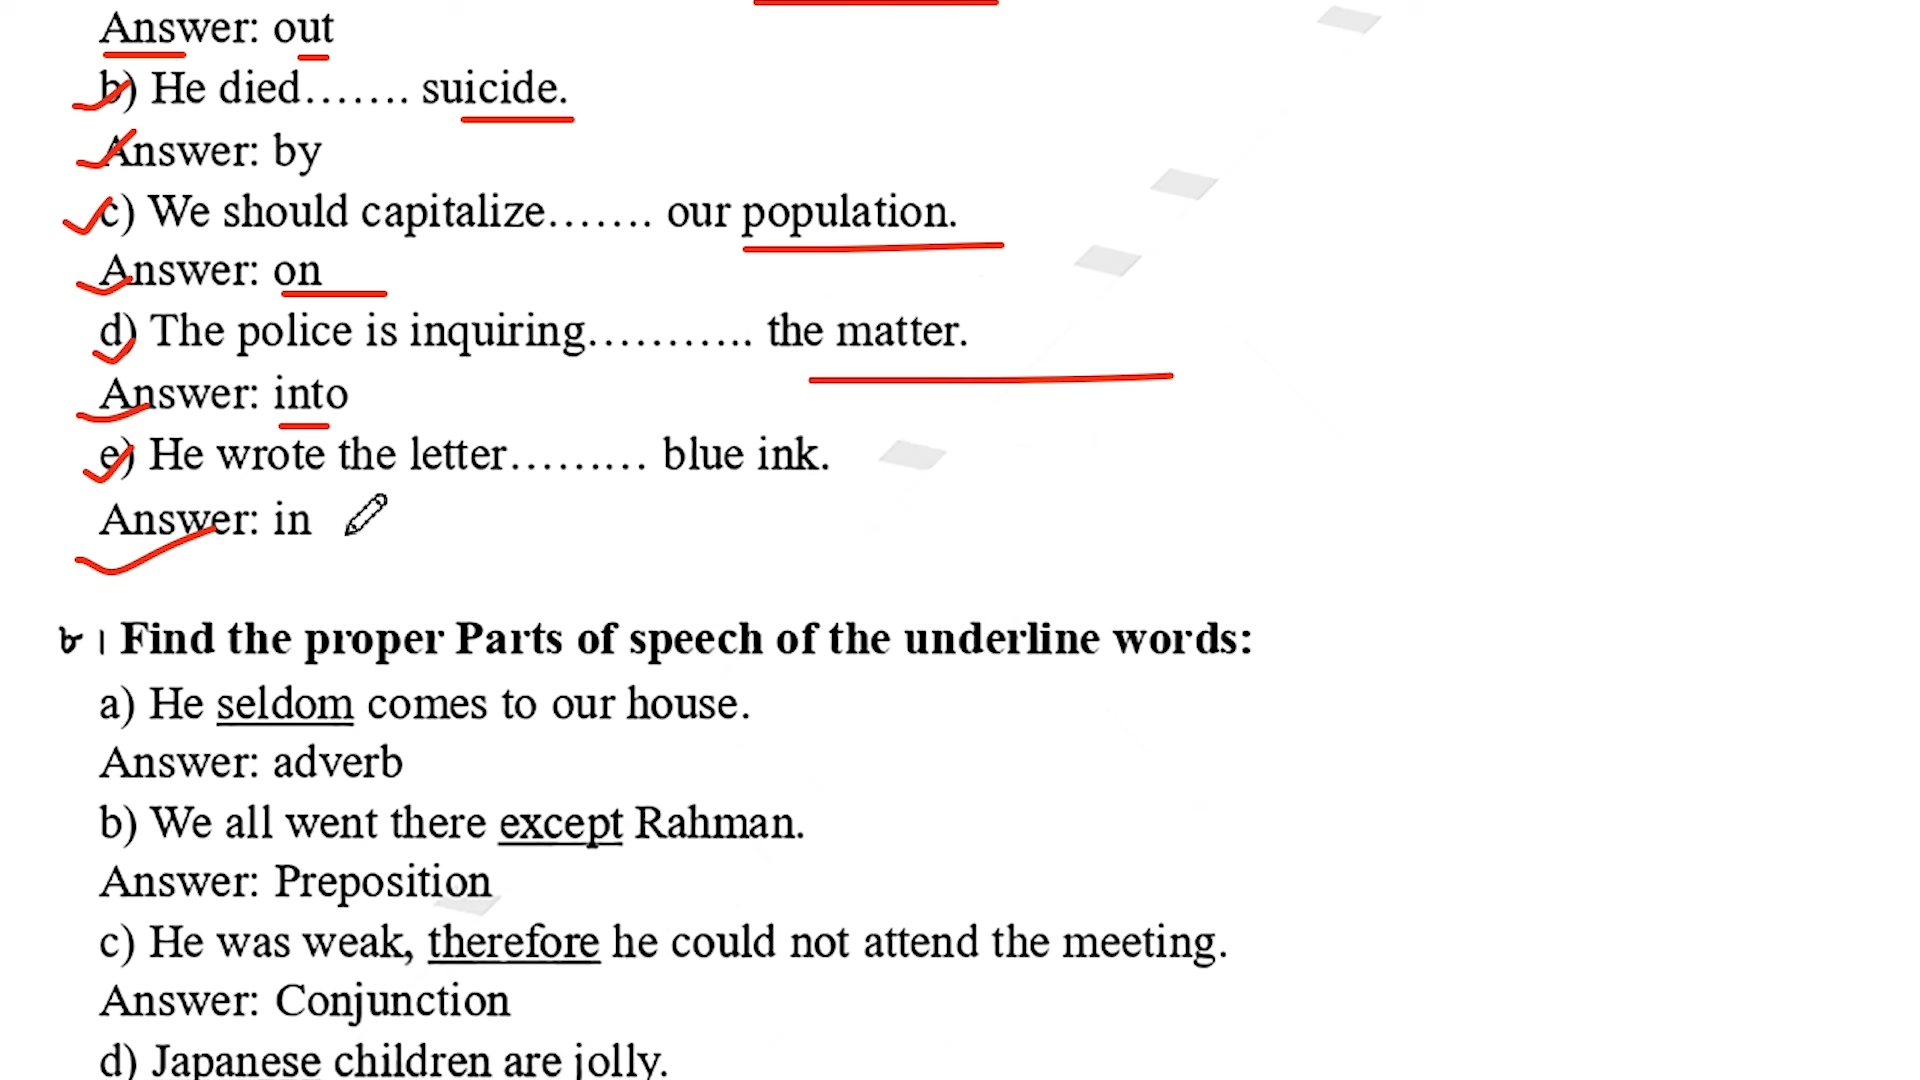 Answer: out
b) He died....... suicide.
Answer: by
c) We should capitalize....... our population.
Answer: on
d) The police is inquiring........... the matter.
Answer: into
e) He wrote the letter......... blue ink.
Answer: in
৮। Find the proper Parts of speech of the underline words:
a) He seldom comes to our house.
Answer: adverb
b) We all went there except Rahman.
Answer: Preposition
c) He was weak, therefore he could not attend the meeting.
Answer: Conjunction
d) Japanese children are jolly.